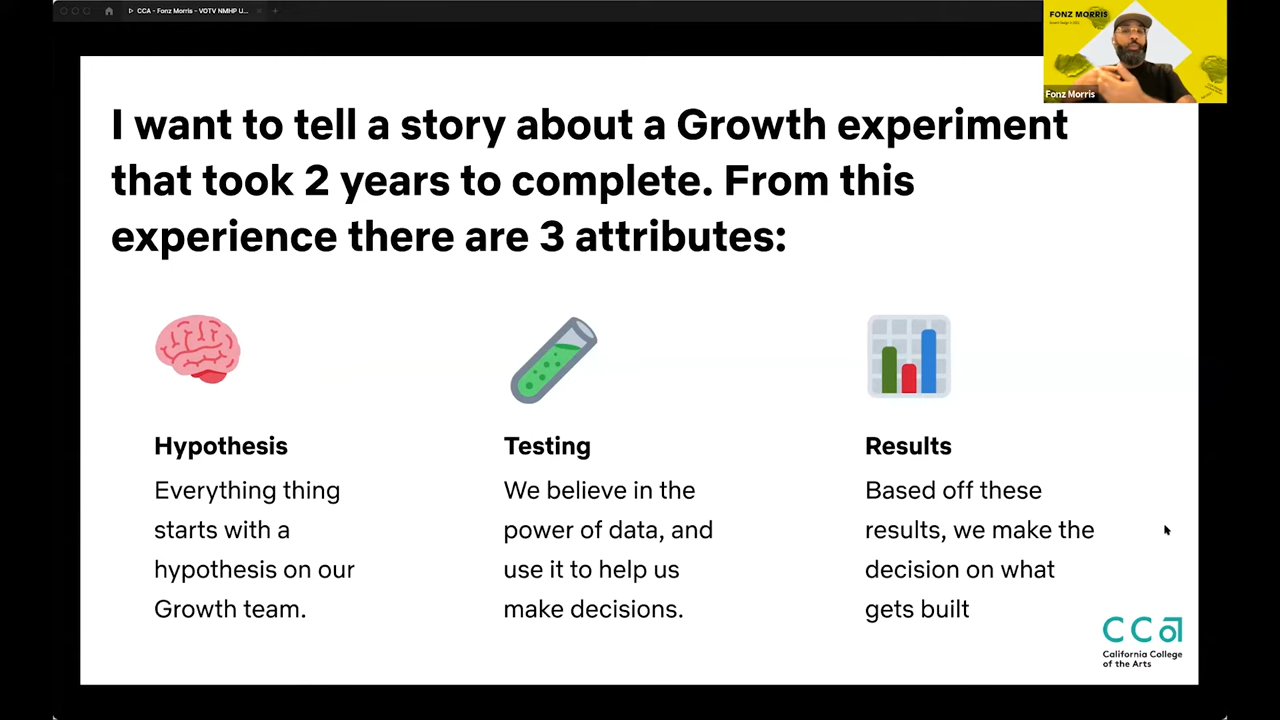 CCA - Fonz Morris - VOTV NMHP U...
FONZ MORRIS
Fonz Morris
I want to tell a story about a Growth experiment
that took 2 years to complete. From this
experience there are 3 attributes:
Hypothesis
Everything thing
starts with a
hypothesis on our
Growth team.
Testing
We believe in the
power of data, and
use it to help us
make decisions.
Results
Based off these
results, we make the
decision on what
gets built
CCA
California College
of the Arts